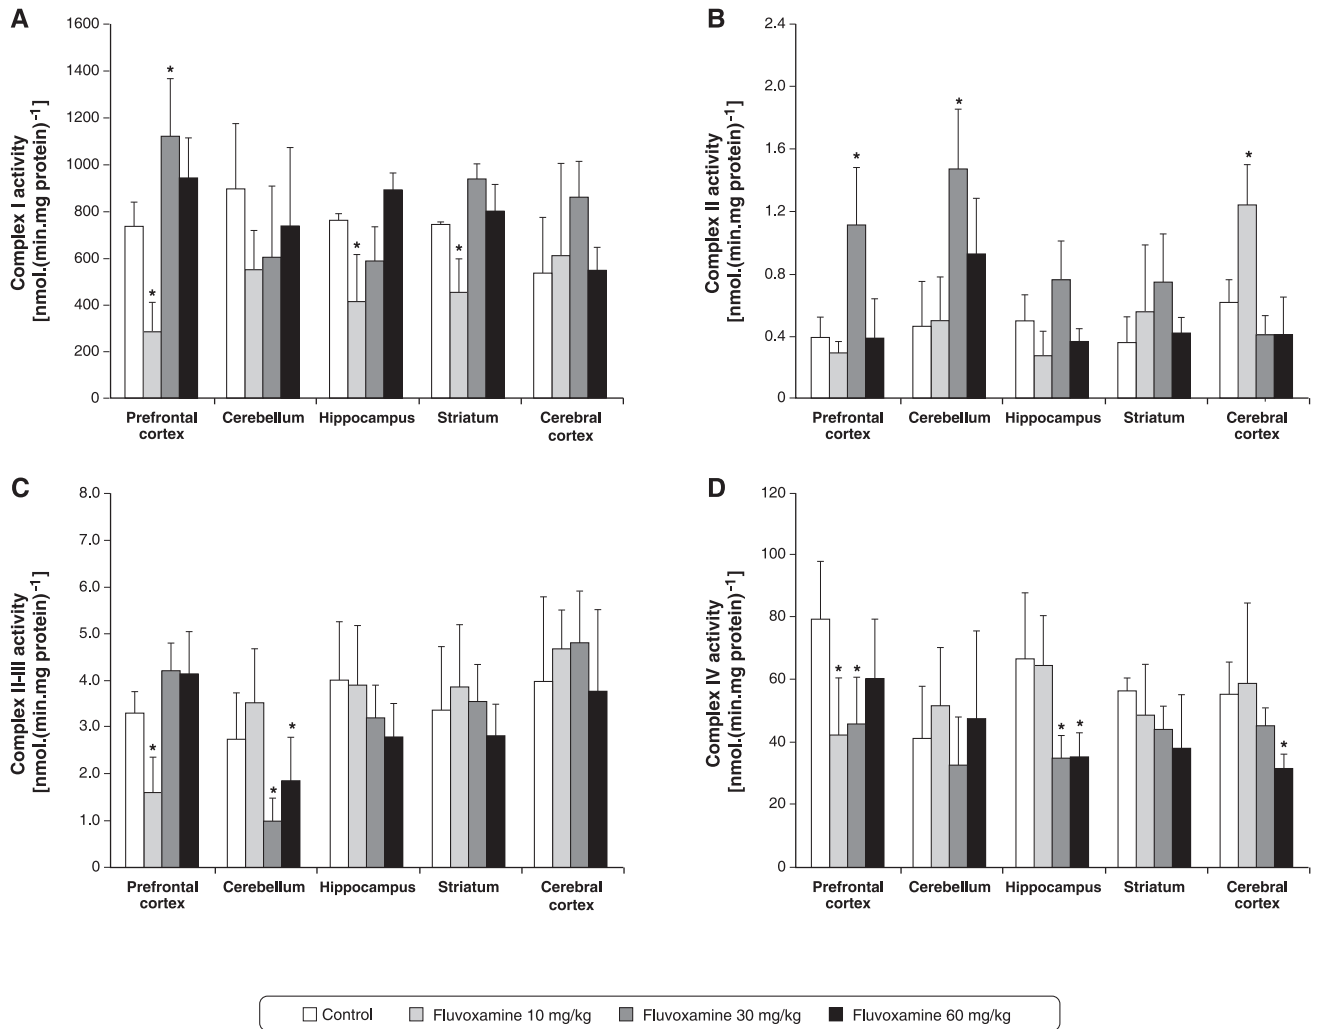 A
Complex I activity
[nmol.(min.mg protein)-1]
1600
1400
1200
1000
800
600
400
200
0
*
*
*
*
Prefrontal
cortex
Cerebellum
Hippocampus
Striatum
Cerebral
cortex
B
Complex II activity
[nmol.(min.mg protein)-1]
2.4
2.0
1.6
1.2
0.8
0.4
0
*
*
*
Prefrontal
cortex
Cerebellum
Hippocampus
Striatum
Cerebral
cortex
C
Complex II-III activity
[nmol.(min.mg protein)-1]
8.0
7.0
6.0
5.0
4.0
3.0
2.0
1.0
0
*
*
*
Prefrontal
cortex
Cerebellum
Hippocampus
Striatum
Cerebral
cortex
D
Complex IV activity
[nmol.(min.mg protein)-1]
120
100
80
60
40
20
0
*
*
*
*
*
Prefrontal
cortex
Cerebellum
Hippocampus
Striatum
Cerebral
cortex
Control
Fluvoxamine 10 mg/kg
Fluvoxamine 30 mg/kg
Fluvoxamine 60 mg/kg